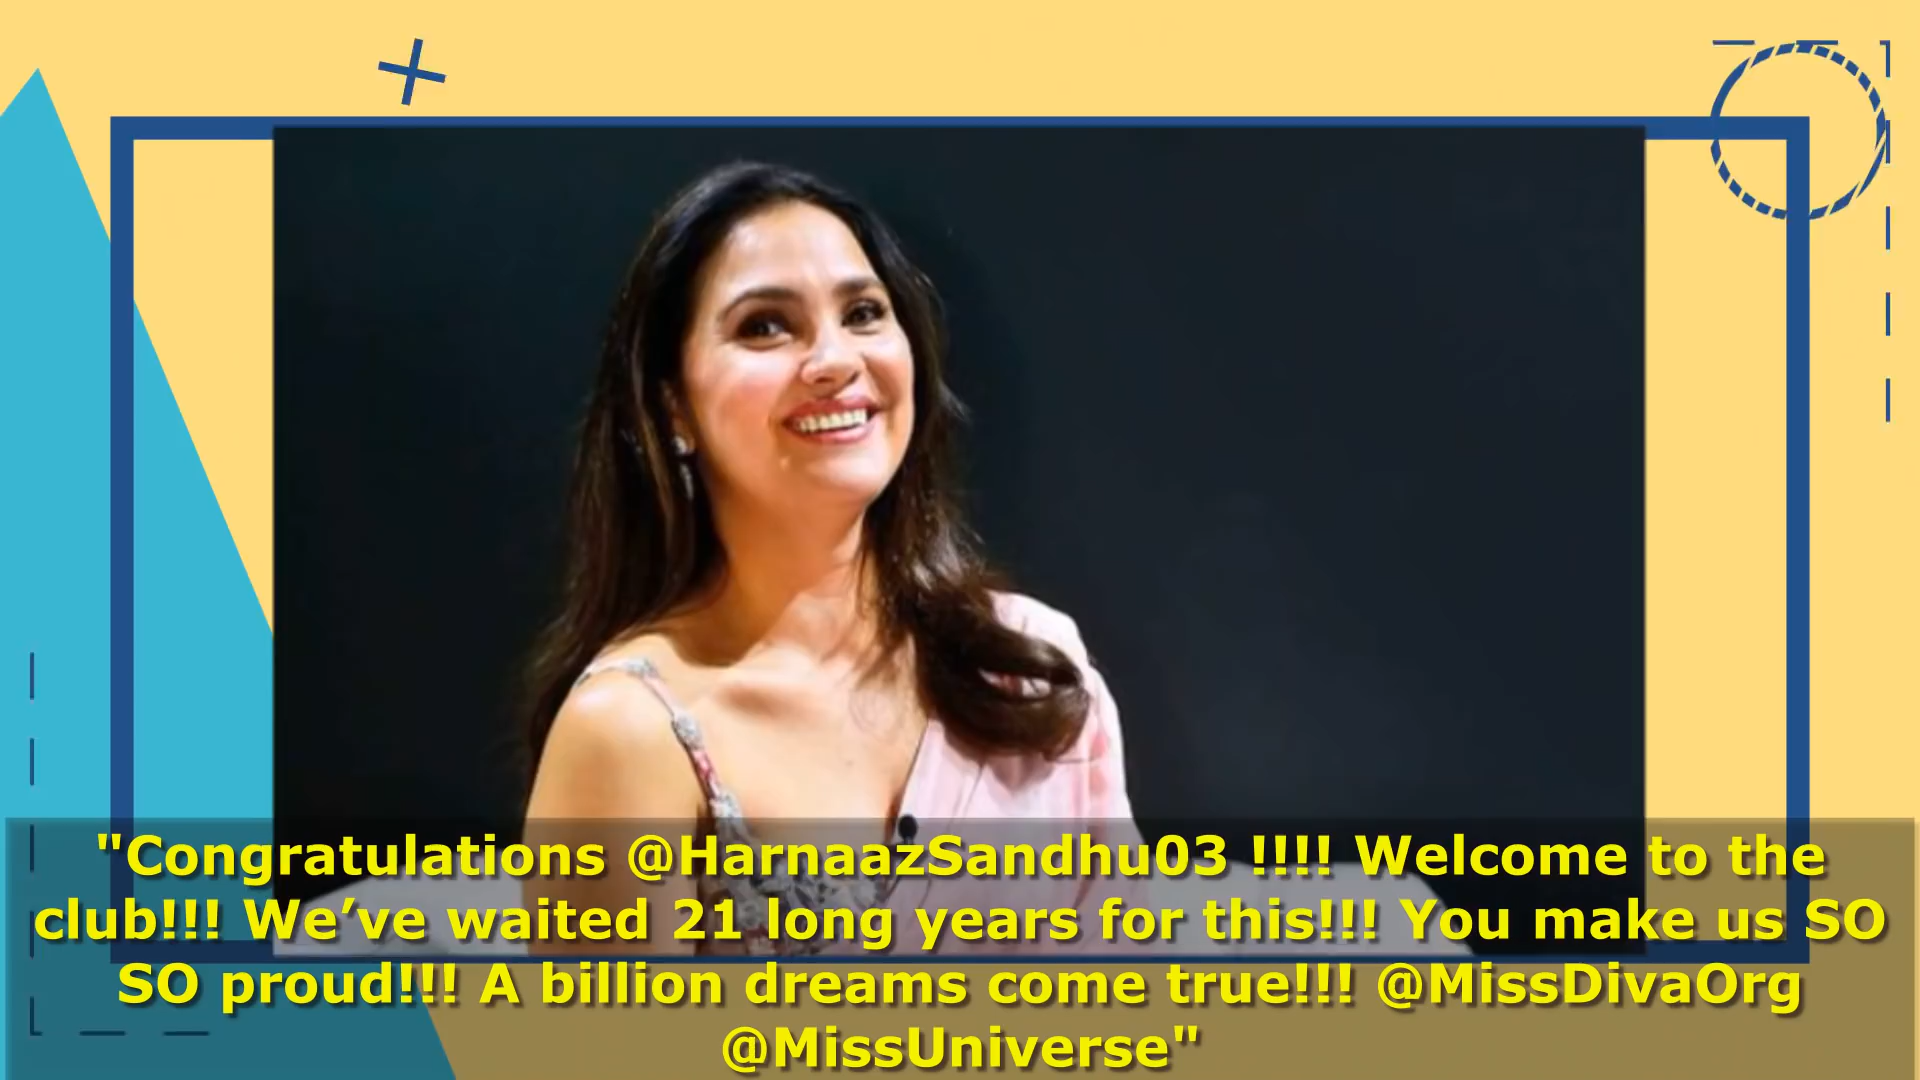 "Congratulations @HarnaazSandhu03 !!!! Welcome to the
club!!! We’ve waited 21 long years for this!!! You make us SO
SO proud!!! A billion dreams come true!!! @MissDivaOrg
@MissUniverse"